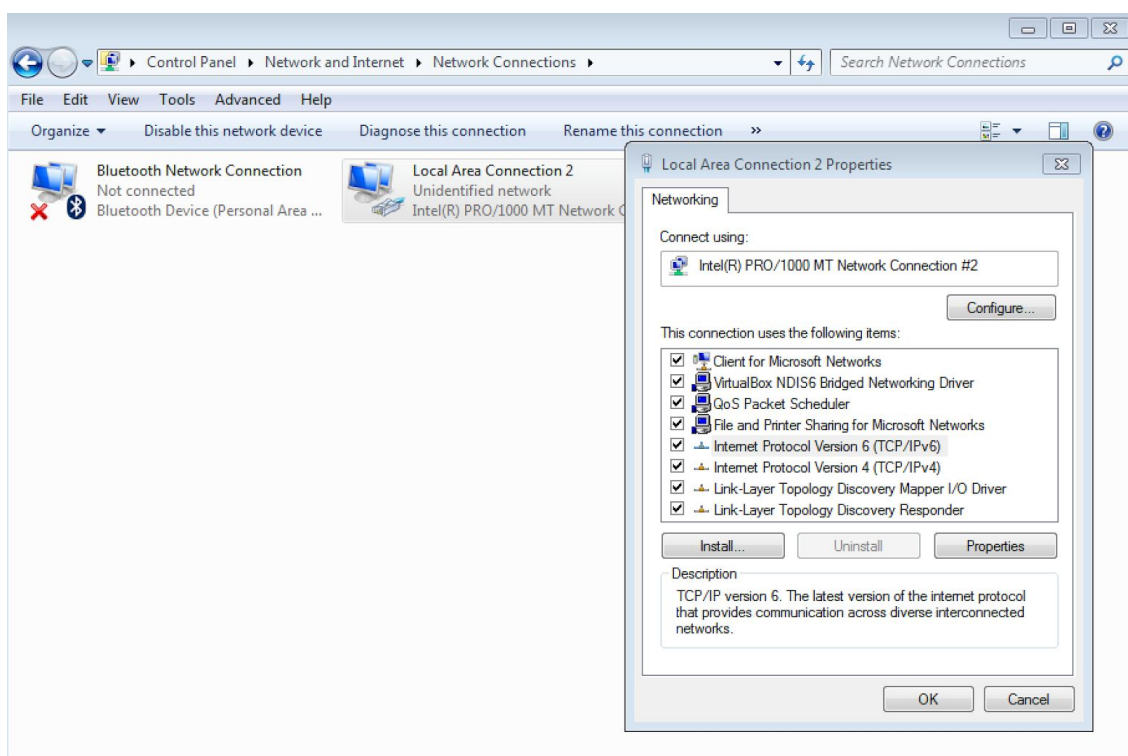 Control Panel Network and Internet Network Connections
Search Network Connections
File Edit View Tools Advanced Help
Organize Disable this network device Diagnose this connection Rename this connection »
Bluetooth Network Connection
Not connected
Bluetooth Device (Personal Area ...
Local Area Connection 2
Unidentified network
Intel(R) PRO/1000 MT Network C
Local Area Connection 2 Properties
Networking
Connect using:
Intel(R) PRO/1000 MT Network Connection #2
Configure...
This connection uses the following items:
Client for Microsoft Networks
VirtualBox NDIS6 Bridged Networking Driver
QoS Packet Scheduler
File and Printer Sharing for Microsoft Networks
Internet Protocol Version 6 (TCP/IPv6)
Internet Protocol Version 4 (TCP/IPv4)
Link-Layer Topology Discovery Mapper I/O Driver
Link-Layer Topology Discovery Responder
Install... Uninstall Properties
Description
TCP/IP version 6. The latest version of the internet protocol
that provides communication across diverse interconnected
networks.
OK Cancel